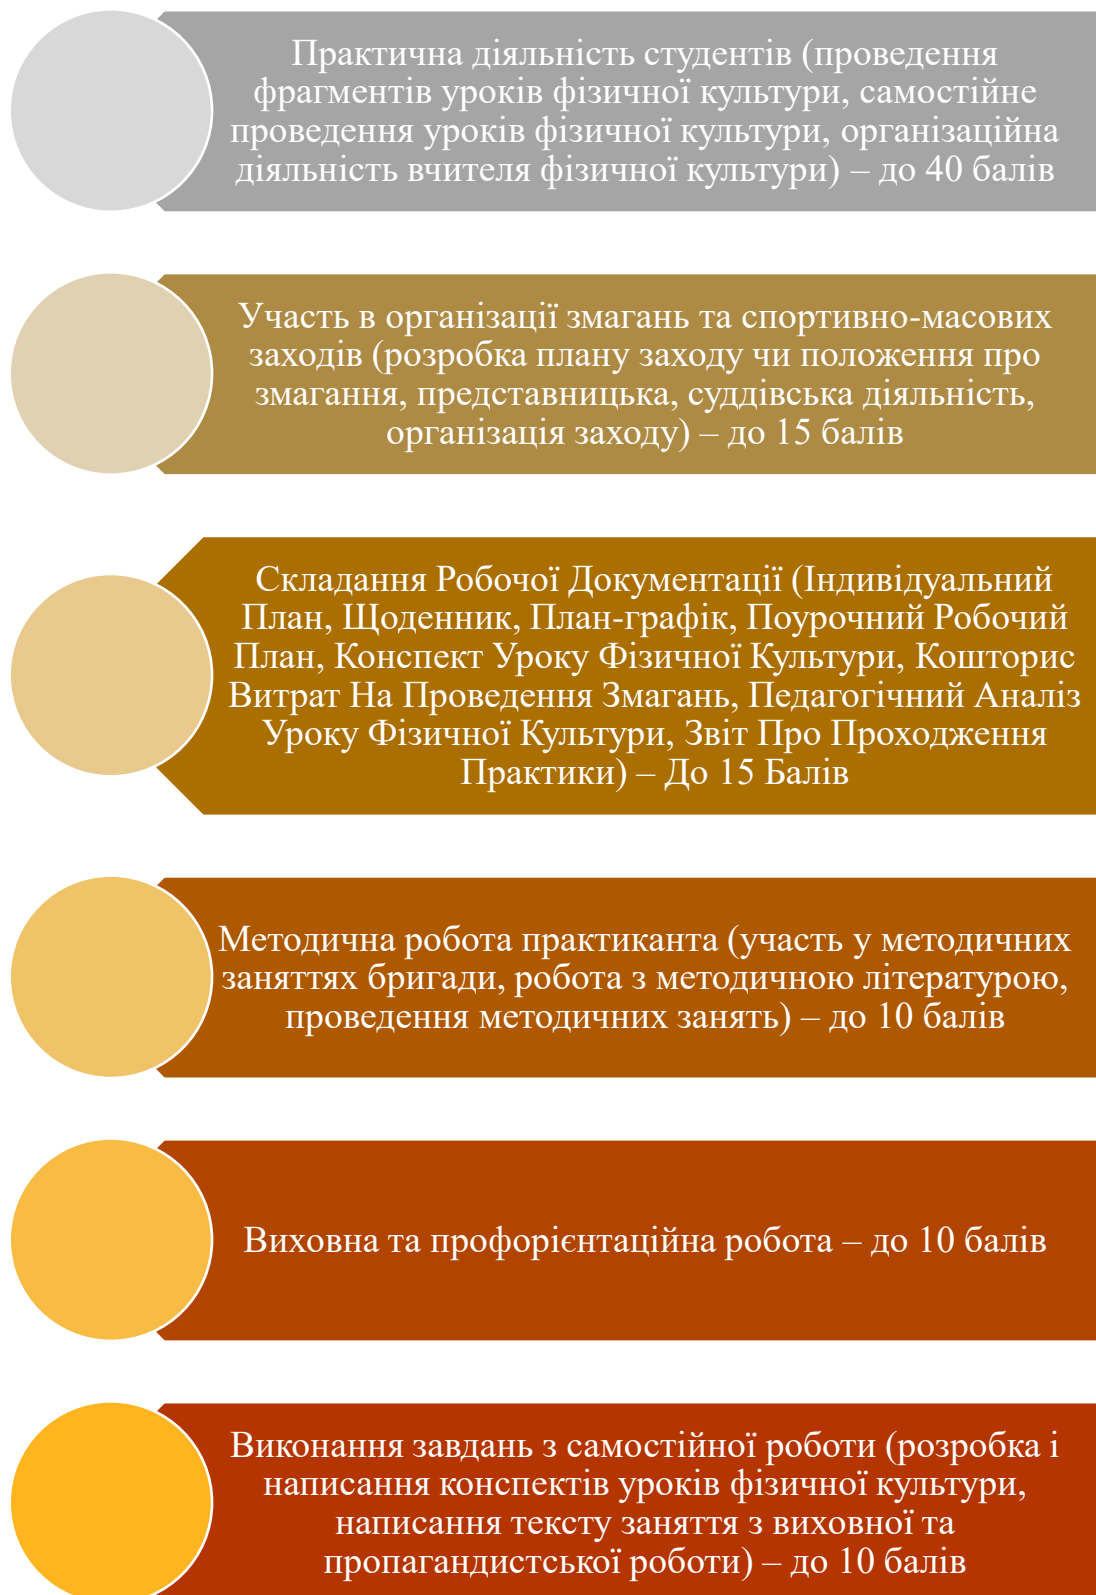 Практична діяльність студентів (проведення
фрагментів уроків фізичної культури, самостійне
проведення уроків фізичної культури, організаційна
діяльність вчителя фізичної культури) – до 40 балів
Участь в організації змагань та спортивно-масових
заходів (розробка плану заходу чи положення про
змагання, представницька, суддівська діяльність,
організація заходу) – до 15 балів
Складання Робочої Документації (Індивідуальний
План, Щоденник, План-графік, Поурочний Робочий
План, Конспект Уроку Фізичної Культури, Кошторис
Витрат На Проведення Змагань, Педагогічний Аналіз
Уроку Фізичної Культури, Звіт Про Проходження
Практики) – До 15 Балів
Методична робота практиканта (участь у методичних
заняттях бригади, робота з методичною літературою,
проведення методичних занять) – до 10 балів
Виховна та профорієнтаційна робота – до 10 балів
Виконання завдань з самостійної роботи (розробка і
написання конспектів уроків фізичної культури,
написання тексту заняття з виховної та
пропагандистської роботи) – до 10 балів